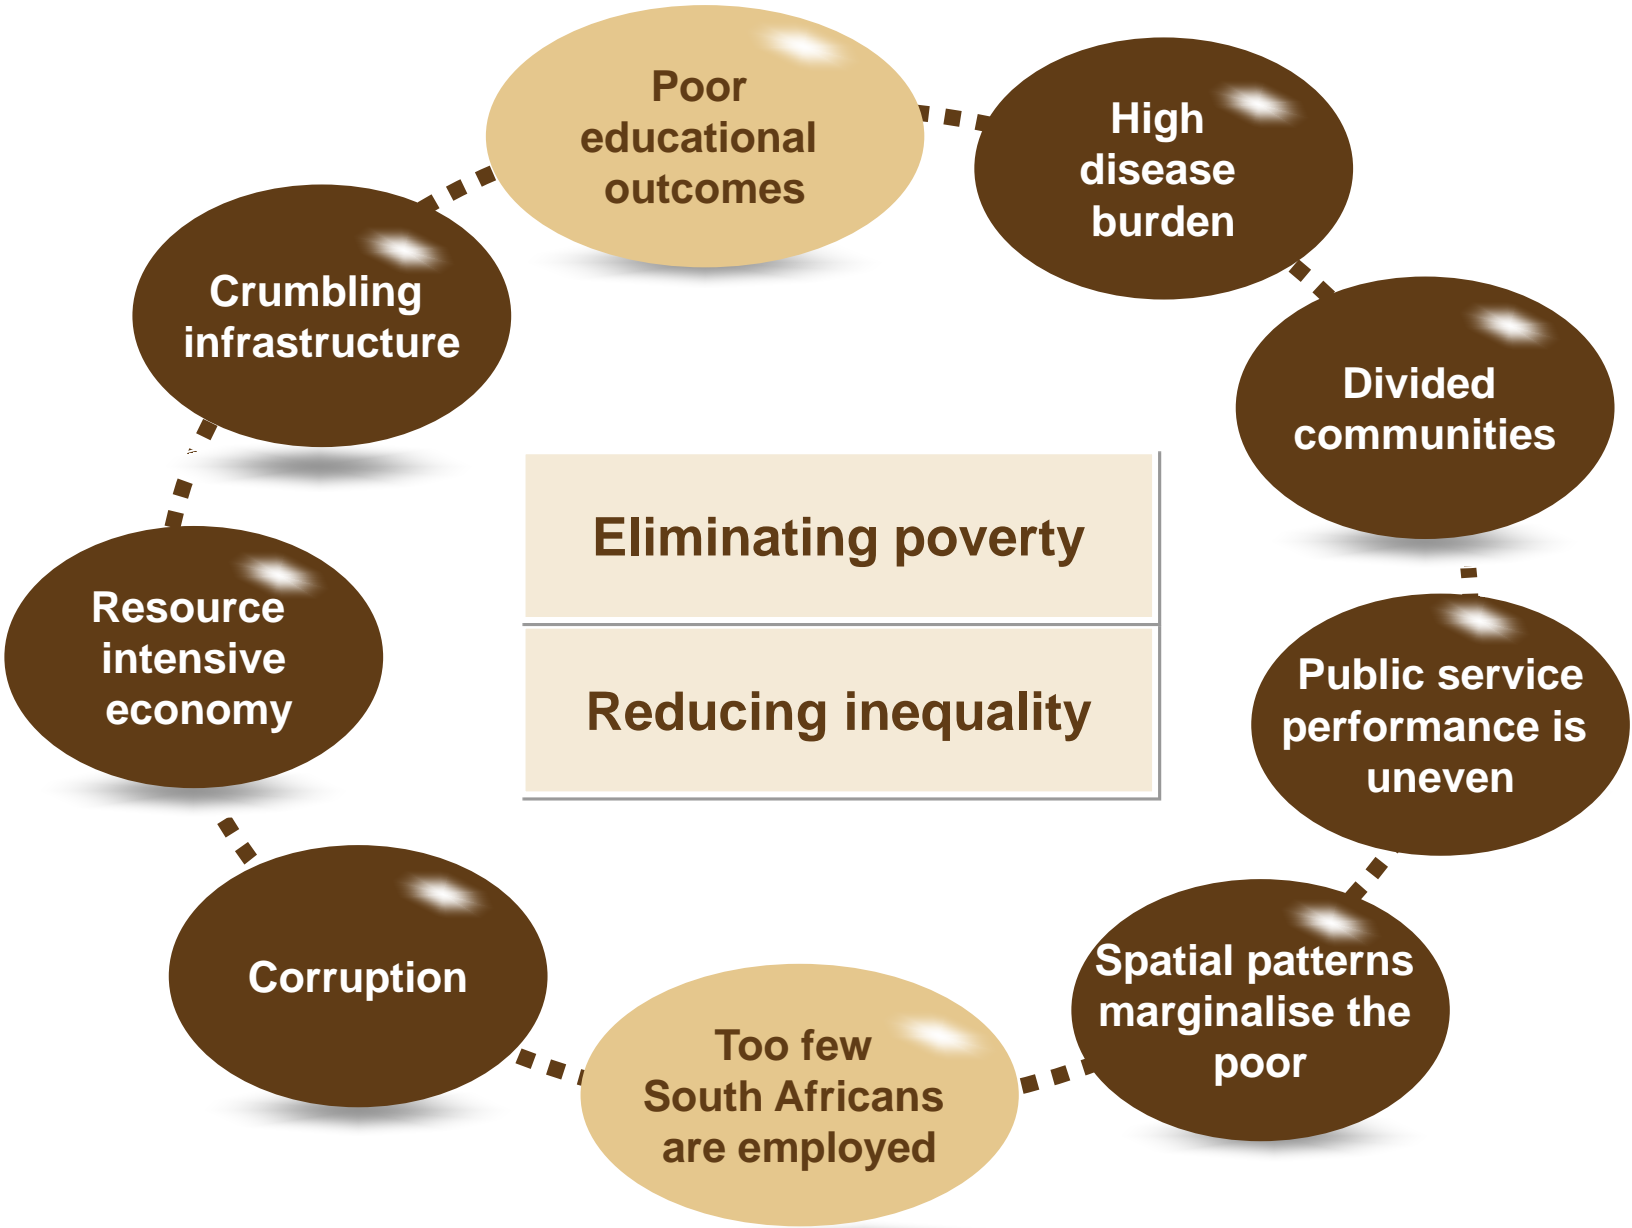 Poor
educational
outcomes
High
disease
burden
Crumbling
infrastructure
Divided
communities
Eliminating poverty
Reducing inequality
Resource
intensive
economy
Public service
performance is
uneven
Corruption
Spatial patterns
marginalise the
poor
Too few
South Africans
are employed